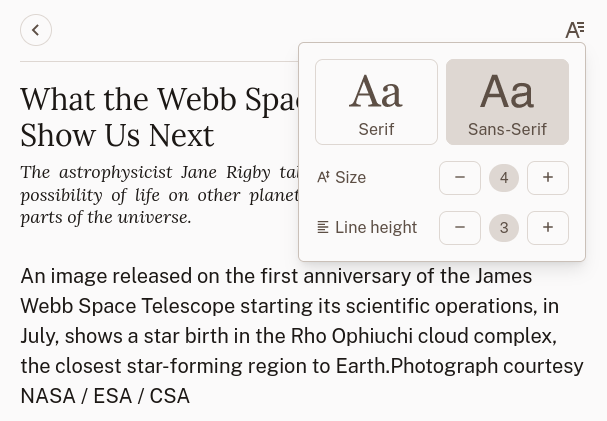 A
What the Webb Spac
Show Us Next
The astrophysicist Jane Rigby tal
possibility of life on other planet
parts of the universe.
Aa
Serif
Aa
Sans-Serif
A Size
− 4 +
Line height
− 3 +
An image released on the first anniversary of the James
Webb Space Telescope starting its scientific operations, in
July, shows a star birth in the Rho Ophiuchi cloud complex,
the closest star-forming region to Earth.Photograph courtesy
NASA / ESA / CSA